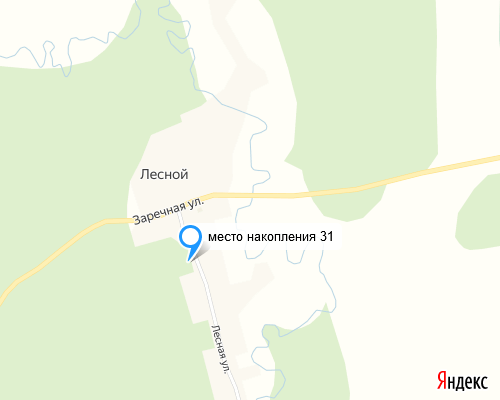 Лесной
Заречная ул.
место накопления 31
Лесная ул.
Яндекс